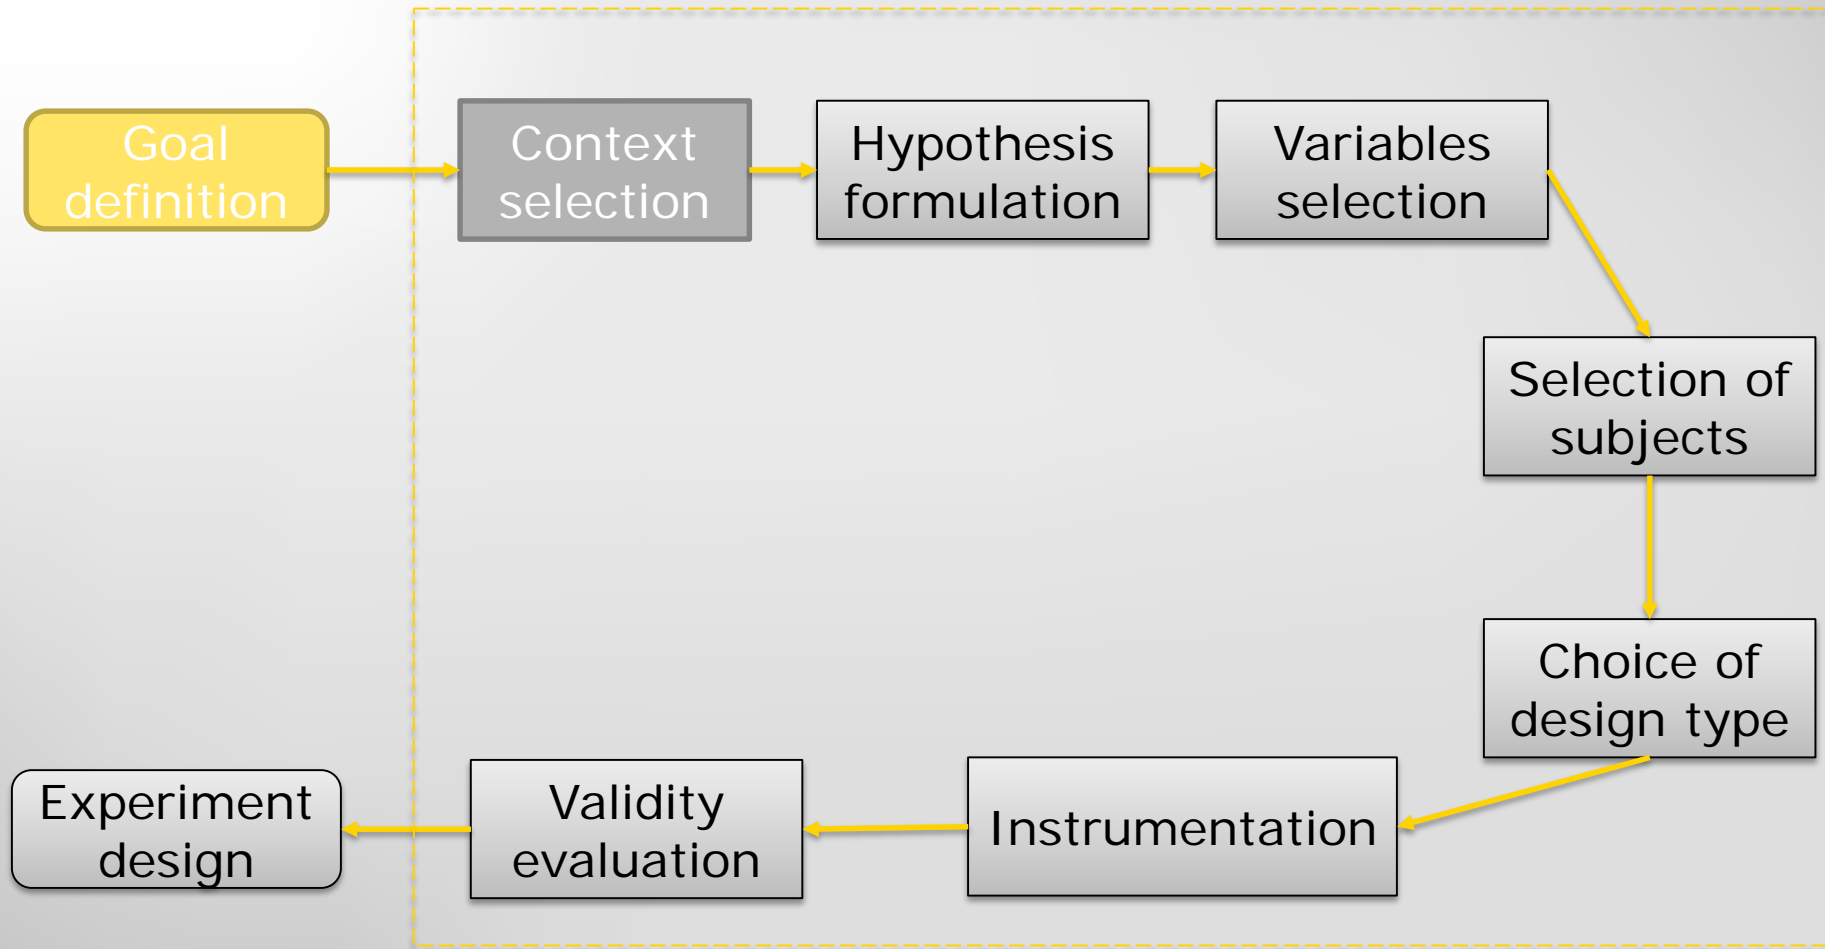 Goal
definition
Context
selection
Hypothesis
formulation
Variables
selection
Selection of
subjects
Choice of
design type
Instrumentation
Validity
evaluation
Experiment
design